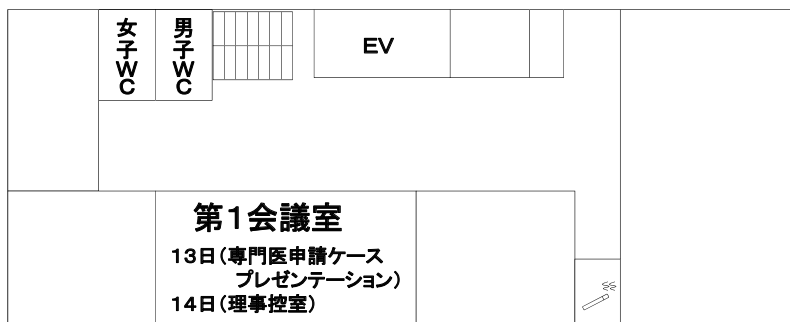 女子WC
男子WC
EV
第1会議室
13日(専門医申請ケース
プレゼンテーション)
14日(理事控室)